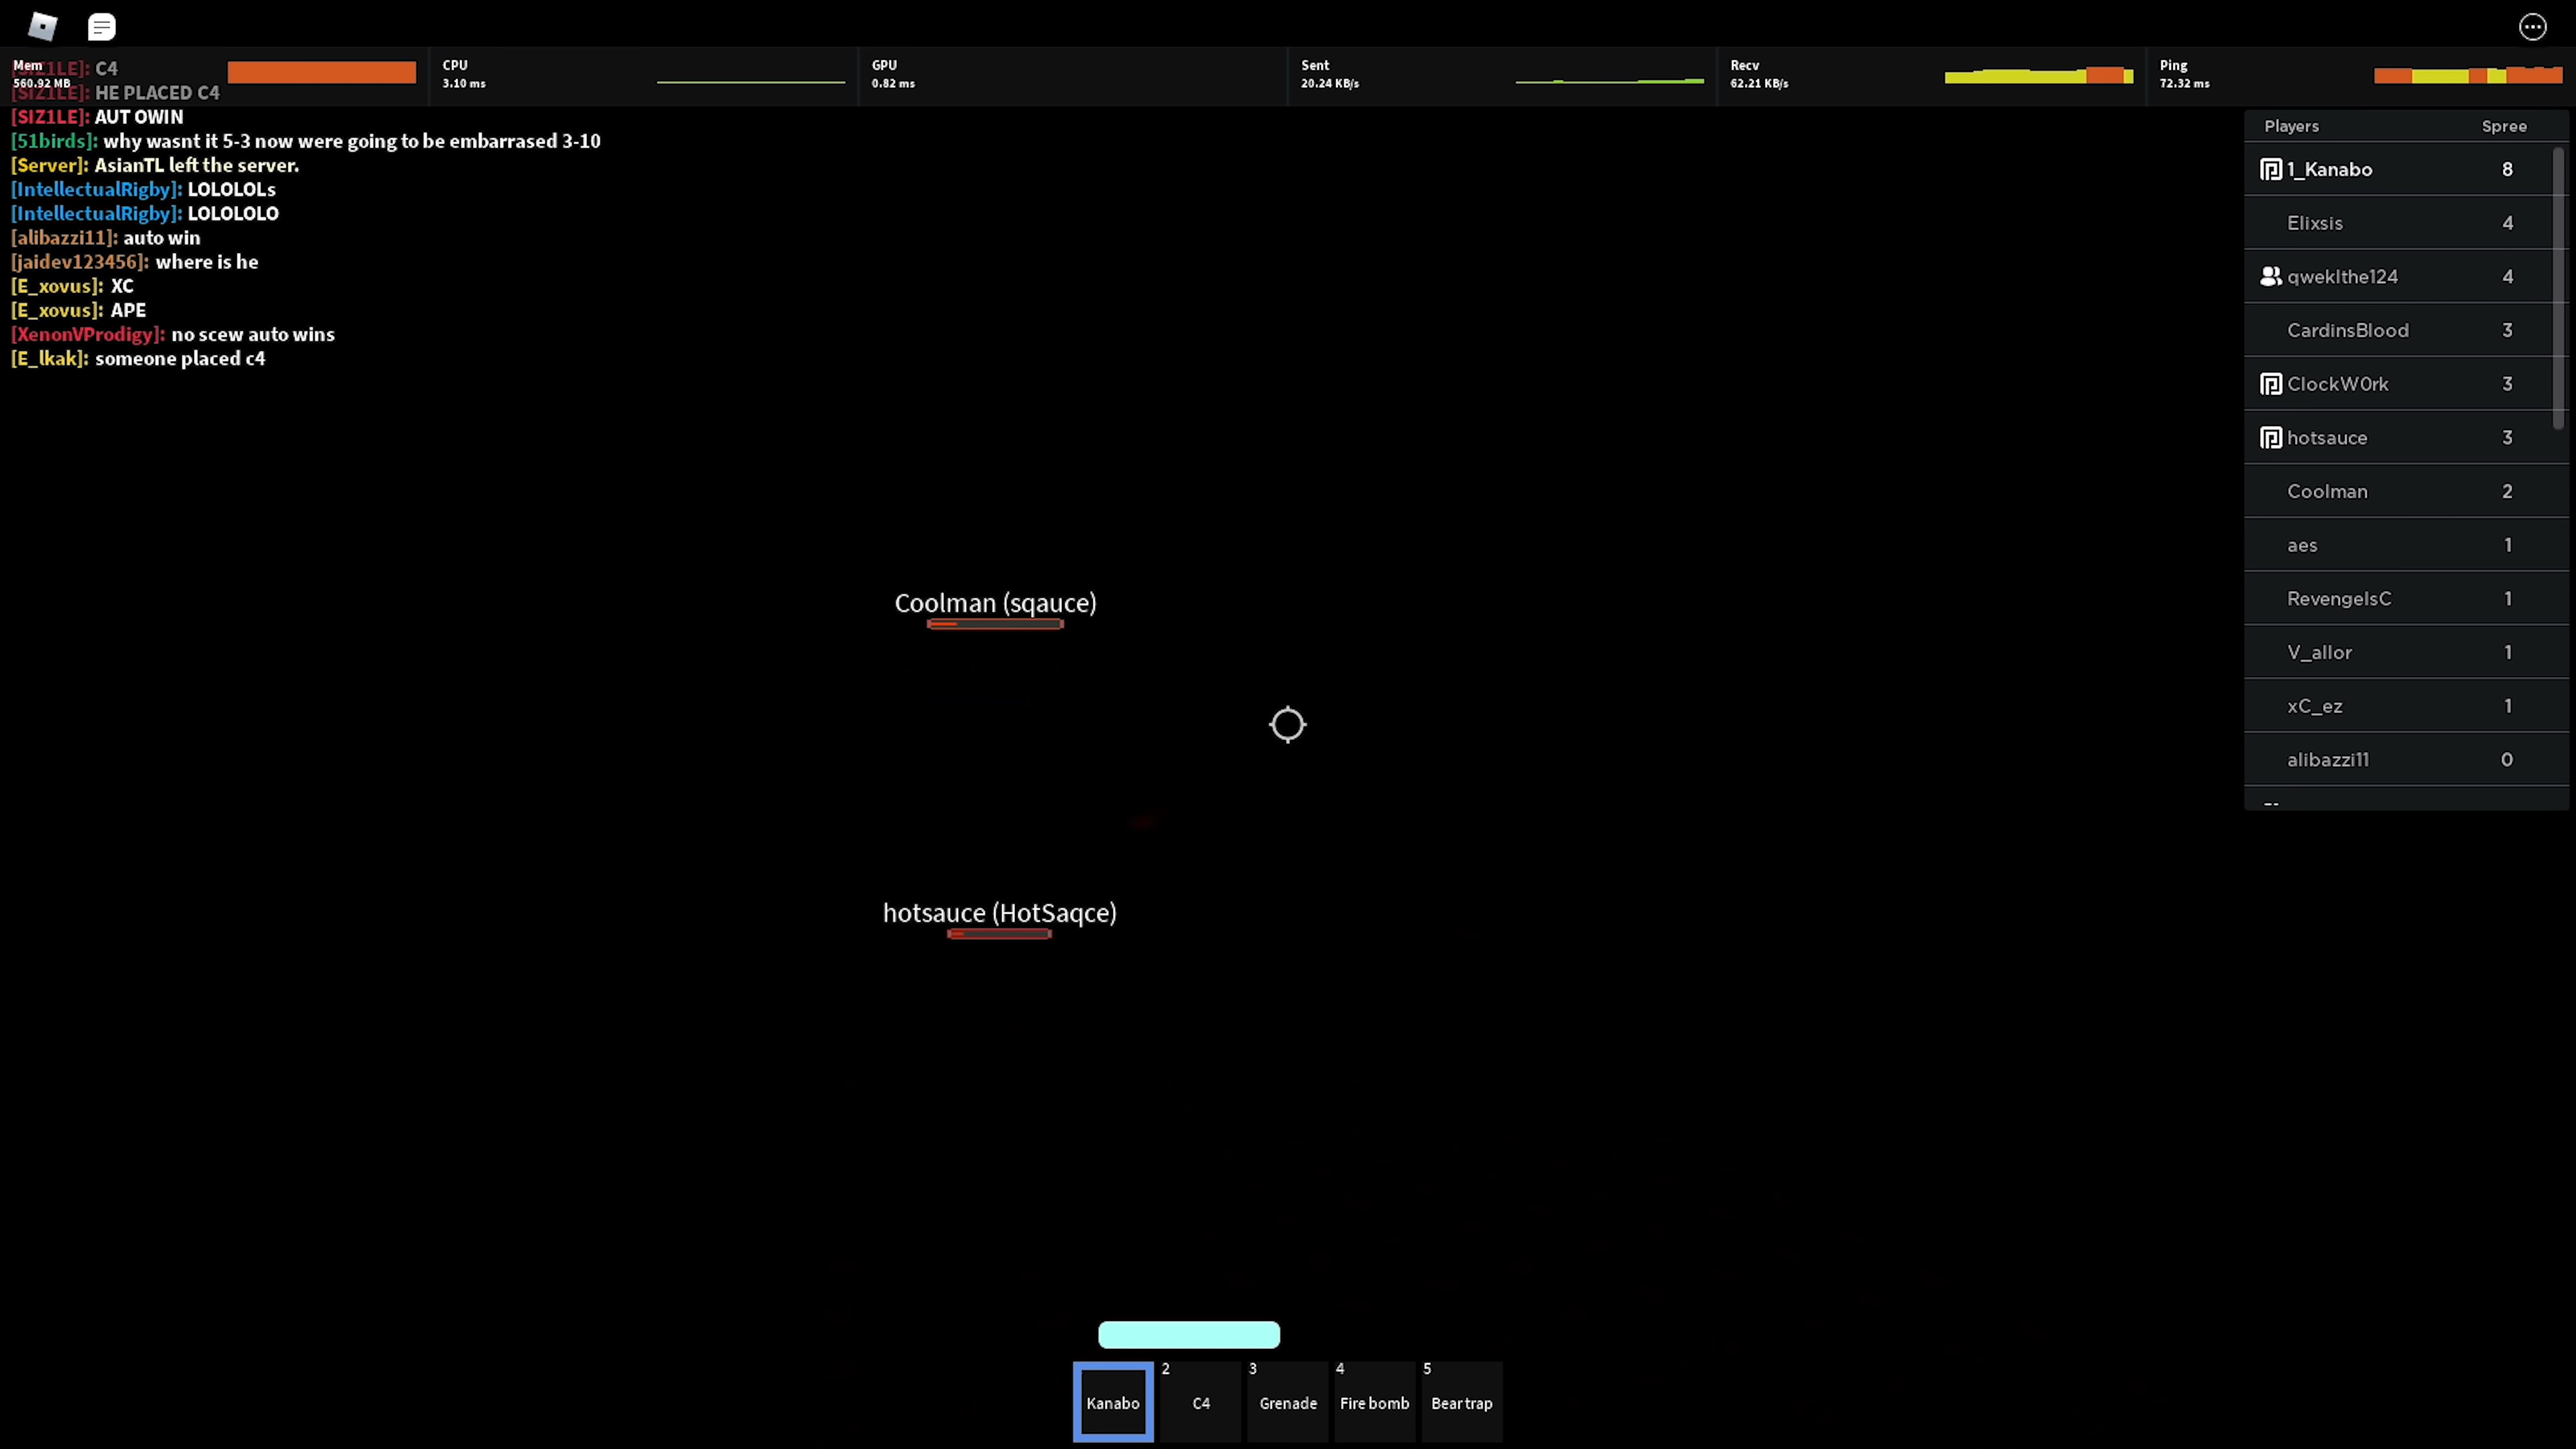 Mem
560.92 MB
CPU
3.10 ms
GPU
0.82 ms
Sent
20.24 KB/s
Recv
62.21 KB/s
Ping
72.32 ms
[SIZ1LE]: C4
[SIZ1LE]: HE PLACED C4
[SIZ1LE]: AUT OWIN
[51birds]: why wasnt it 5-3 now were going to be embarrased 3-10
[Server]: AsianTL left the server.
[IntellectualRigby]: LOLOLOLs
[IntellectualRigby]: LOLOLOLO
[alibazzi11]: auto win
[jaidev123456]: where is he
[E_xovus]: XC
[E_xovus]: APE
[XenonVProdigy]: no scew auto wins
[E_lkak]: someone placed c4
Players Spree
1_Kanabo 8
Elixsis 4
qweklthe124 4
CardinsBlood 3
ClockW0rk 3
hotsauce 3
Coolman 2
aes 1
RevengeIsC 1
V_allor 1
xC_ez 1
alibazzi11 0
Coolman (sqauce)
hotsauce (HotSaqce)
Kanabo
2 C4
3 Grenade
4 Fire bomb
5 Bear trap